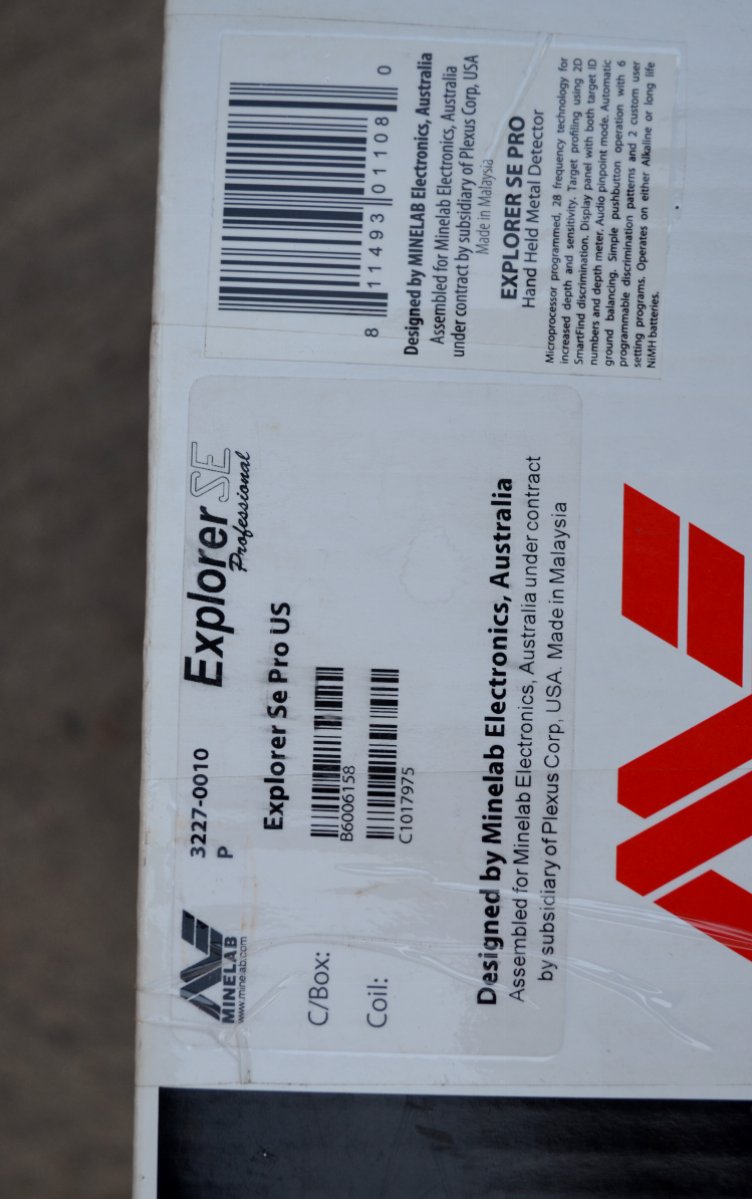 MINELAB
www.minelab.com
3227-0010
P
Explorer SE
Professional
Explorer Se Pro US
C/Box:
B6006158
Coil:
C1017975
Designed by Minelab Electronics, Australia
Assembled for Minelab Electronics, Australia under contract
by subsidiary of Plexus Corp, USA. Made in Malaysia
8 11493 01108 0
Designed by MINELAB Electronics, Australia
Assembled for Minelab Electronics, Australia
under contract by subsidiary of Plexus Corp, USA
Made in Malaysia
EXPLORER SE PRO
Hand Held Metal Detector
Microprocessor programmed, 28 frequency technology for
increased depth and sensitivity. Target profiling using 2D
SmartFind discrimination. Display panel with both target ID
numbers and depth meter. Audio pinpoint mode. Automatic
ground balancing. Simple pushbutton operation with 6
programmable discrimination patterns and 2 custom user
setting programs. Operates on either Alkaline or long life
NiMH batteries.